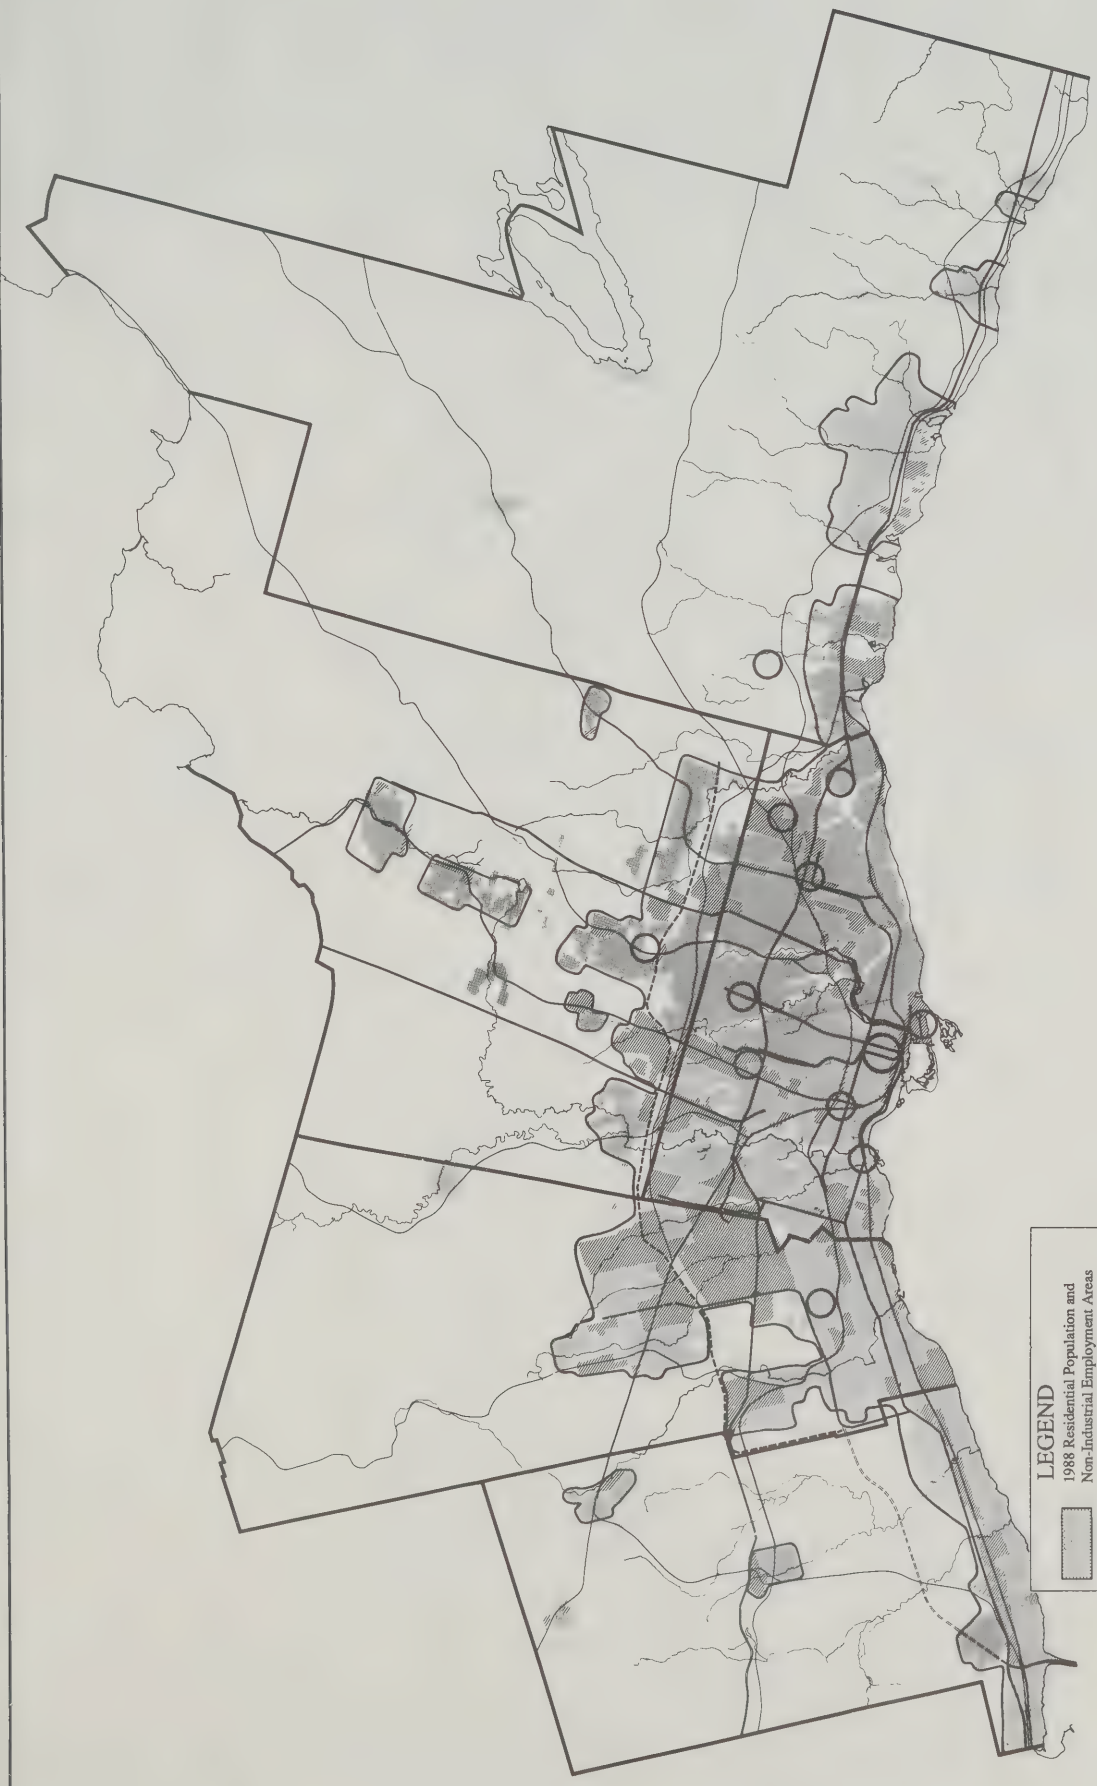 LEGEND
1988 Residential Population and
Non-Industrial Employment Areas